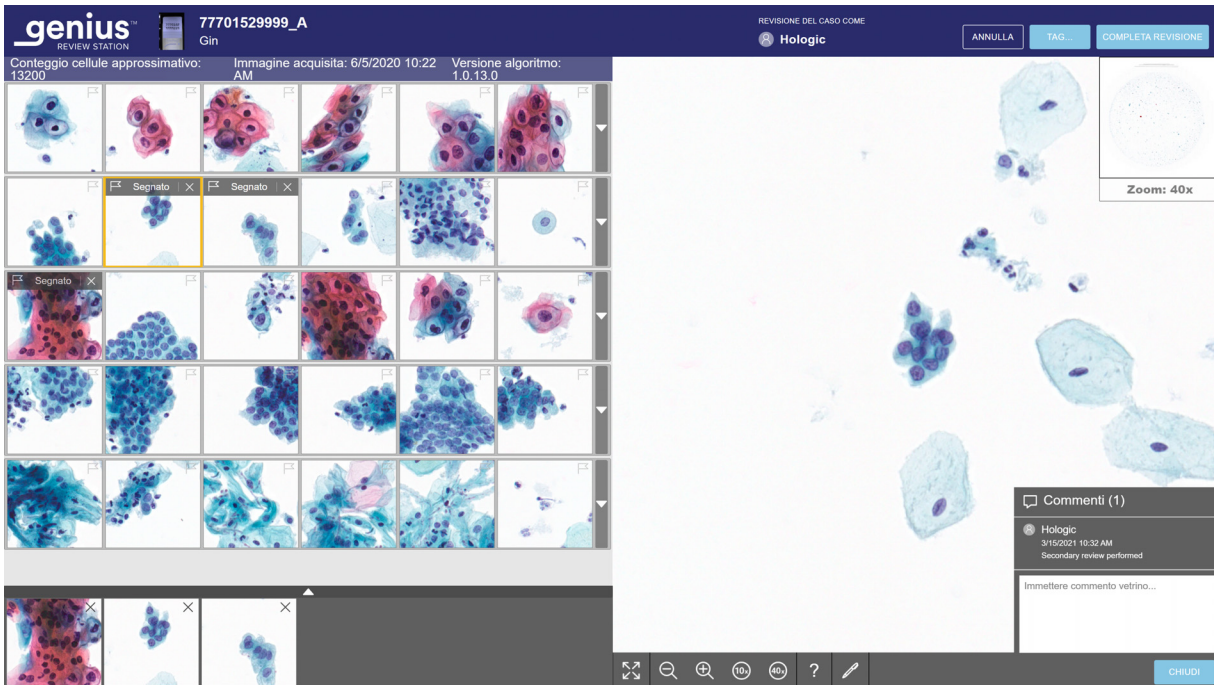 genius™
REVIEW STATION
77701529999_A
Gin
REVISIONE DEL CASO COME
Hologic
ANNULLA
TAG...
COMPLETA REVISIONE
Conteggio cellule approssimativo:
13200
Immagine acquisita: 6/5/2020 10:22
AM
Versione algoritmo:
1.0.13.0
Zoom: 40x
Segnato
Segnato
Segnato
Commenti (1)
Hologic
3/15/2021 10:32 AM
Secondary review performed
Immettere commento vetrino...
10x
40x
?
CHIUDI